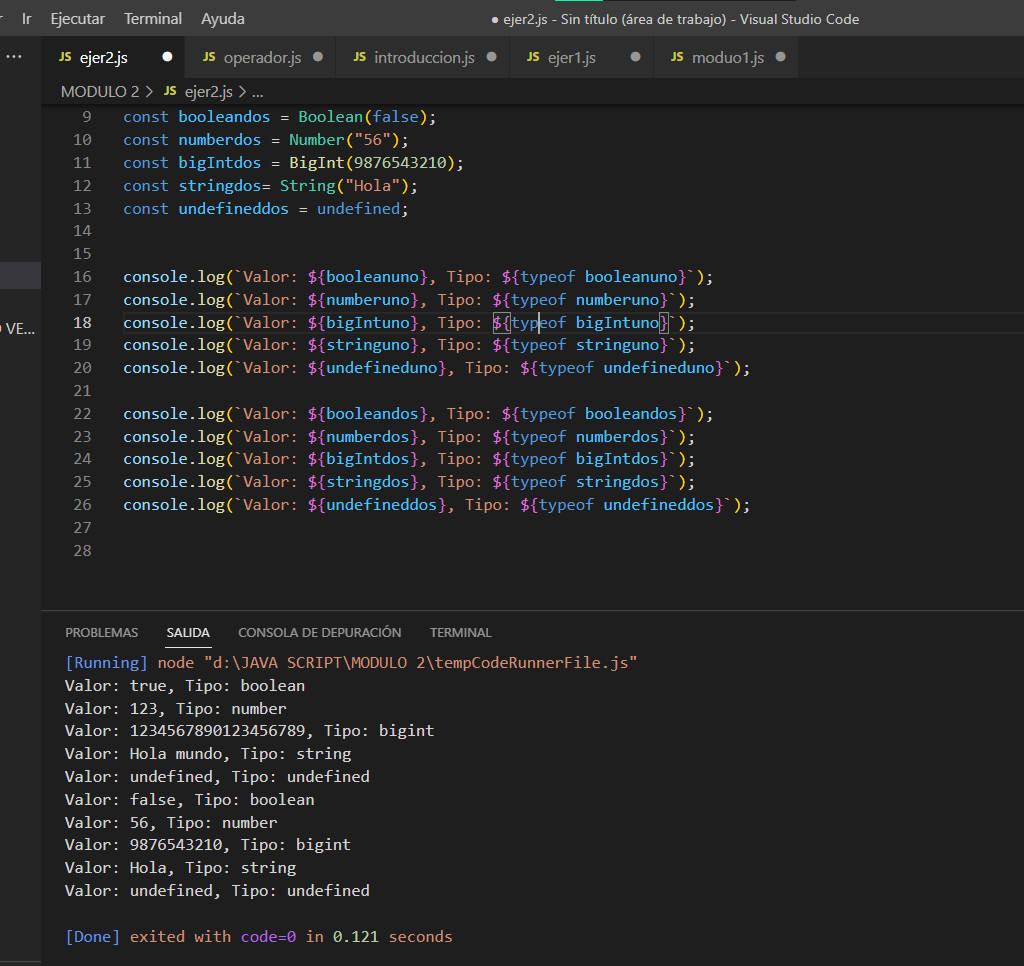 Ir Ejecutar Terminal Ayuda ● ejer2.js - Sin título (área de trabajo) - Visual Studio Code
... JS ejer2.js ● JS operador.js ● JS introduccion.js ● JS ejer1.js ● JS moduo1.js ●
MODULO 2 > JS ejer2.js > ...
9 const booleandos = Boolean(false);
10 const numberdos = Number("56");
11 const bigIntdos = BigInt(9876543210);
12 const stringdos= String("Hola");
13 const undefineddos = undefined;
14
15
16 console.log(`Valor: ${booleanuno}, Tipo: ${typeof booleanuno}`);
17 console.log(`Valor: ${numberuno}, Tipo: ${typeof numberuno}`);
18 console.log(`Valor: ${bigIntuno}, Tipo: ${typeof bigIntuno}`);
19 console.log(`Valor: ${stringuno}, Tipo: ${typeof stringuno}`);
20 console.log(`Valor: ${undefineduno}, Tipo: ${typeof undefineduno}`);
21
22 console.log(`Valor: ${booleandos}, Tipo: ${typeof booleandos}`);
23 console.log(`Valor: ${numberdos}, Tipo: ${typeof numberdos}`);
24 console.log(`Valor: ${bigIntdos}, Tipo: ${typeof bigIntdos}`);
25 console.log(`Valor: ${stringdos}, Tipo: ${typeof stringdos}`);
26 console.log(`Valor: ${undefineddos}, Tipo: ${typeof undefineddos}`);
27
28
VE...
PROBLEMAS SALIDA CONSOLA DE DEPURACIÓN TERMINAL
[Running] node "d:\JAVA SCRIPT\MODULO 2\tempCodeRunnerFile.js"
Valor: true, Tipo: boolean
Valor: 123, Tipo: number
Valor: 1234567890123456789, Tipo: bigint
Valor: Hola mundo, Tipo: string
Valor: undefined, Tipo: undefined
Valor: false, Tipo: boolean
Valor: 56, Tipo: number
Valor: 9876543210, Tipo: bigint
Valor: Hola, Tipo: string
Valor: undefined, Tipo: undefined
[Done] exited with code=0 in 0.121 seconds